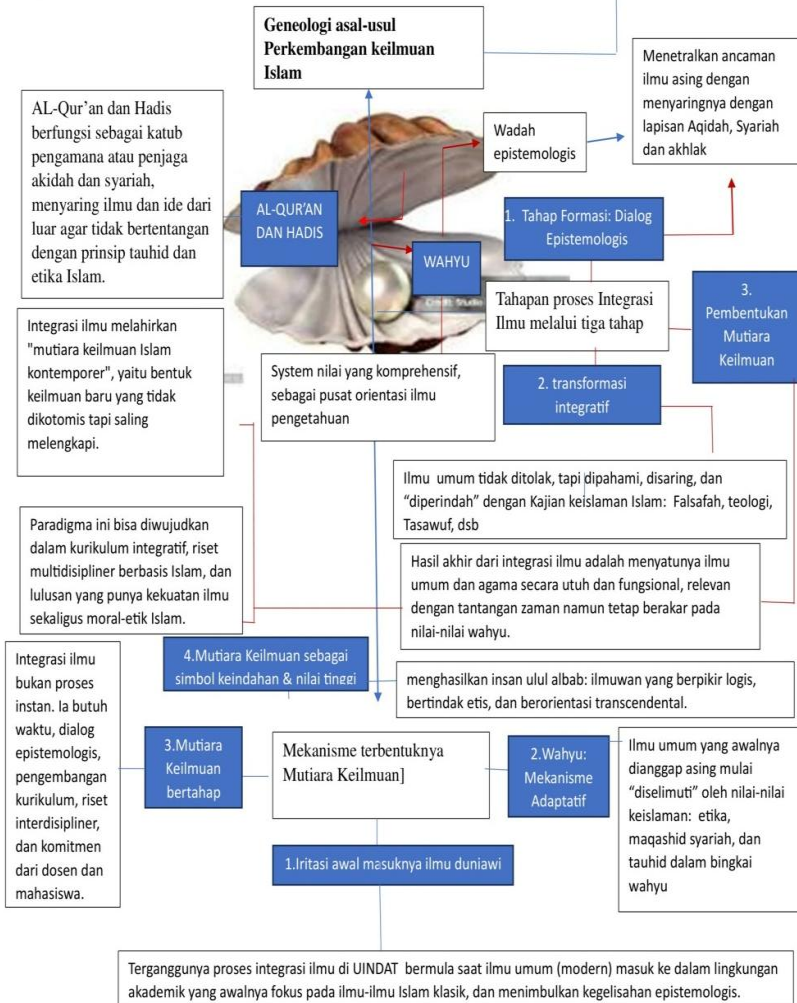 Geneologi asal-usul
Perkembangan keilmuan
Islam
Menetralkan ancaman
ilmu asing dengan
menyaringnya dengan
lapisan Aqidah, Syariah
dan akhlak
AL-Qur'an dan Hadis
berfungsi sebagai katub
pengamana atau penjaga
akidah dan syariah,
menyaring ilmu dan ide dari
luar agar tidak bertentangan
dengan prinsip tauhid dan
etika Islam.
Wadah
epistemologis
AL-QUR'AN
DAN HADIS
WAHYU
1. Tahap Formasi: Dialog
Epistemologis
Tahapan proses Integrasi
Ilmu melalui tiga tahap
3.
Pembentukan
Mutiara
Keilmuan
2. transformasi
integratif
Integrasi ilmu melahirkan
"mutiara keilmuan Islam
kontemporer", yaitu bentuk
keilmuan baru yang tidak
dikotomis tapi saling
melengkapi.
System nilai yang komprehensif,
sebagai pusat orientasi ilmu
pengetahuan
Ilmu umum tidak ditolak, tapi dipahami, disaring, dan
“diperindah” dengan Kajian keislaman Islam: Falsafah, teologi,
Tasawuf, dsb
Paradigma ini bisa diwujudkan
dalam kurikulum integratif, riset
multidisipliner berbasis Islam, dan
lulusan yang punya kekuatan ilmu
sekaligus moral-etik Islam.
Hasil akhir dari integrasi ilmu adalah menyatunya ilmu
umum dan agama secara utuh dan fungsional, relevan
dengan tantangan zaman namun tetap berakar pada
nilai-nilai wahyu.
4.Mutiara Keilmuan sebagai
simbol keindahan & nilai tinggi
menghasilkan insan ulul albab: ilmuwan yang berpikir logis,
bertindak etis, dan berorientasi transcendental.
Integrasi ilmu
bukan proses
instan. Ia butuh
waktu, dialog
epistemologis,
pengembangan
kurikulum, riset
interdisipliner,
dan komitmen
dari dosen dan
mahasiswa.
3.Mutiara
Keilmuan
bertahap
Mekanisme terbentuknya
Mutiara Keilmuan]
2.Wahyu:
Mekanisme
Adaptatif
Ilmu umum yang awalnya
dianggap asing mulai
“diselimuti” oleh nilai-nilai
keislaman: etika,
maqashid syariah, dan
tauhid dalam bingkai
wahyu
1.Iritasi awal masuknya ilmu duniawi
Terganggunya proses integrasi ilmu di UINDAT bermula saat ilmu umum (modern) masuk ke dalam lingkungan
akademik yang awalnya fokus pada ilmu-ilmu Islam klasik, dan menimbulkan kegelisahan epistemologis.